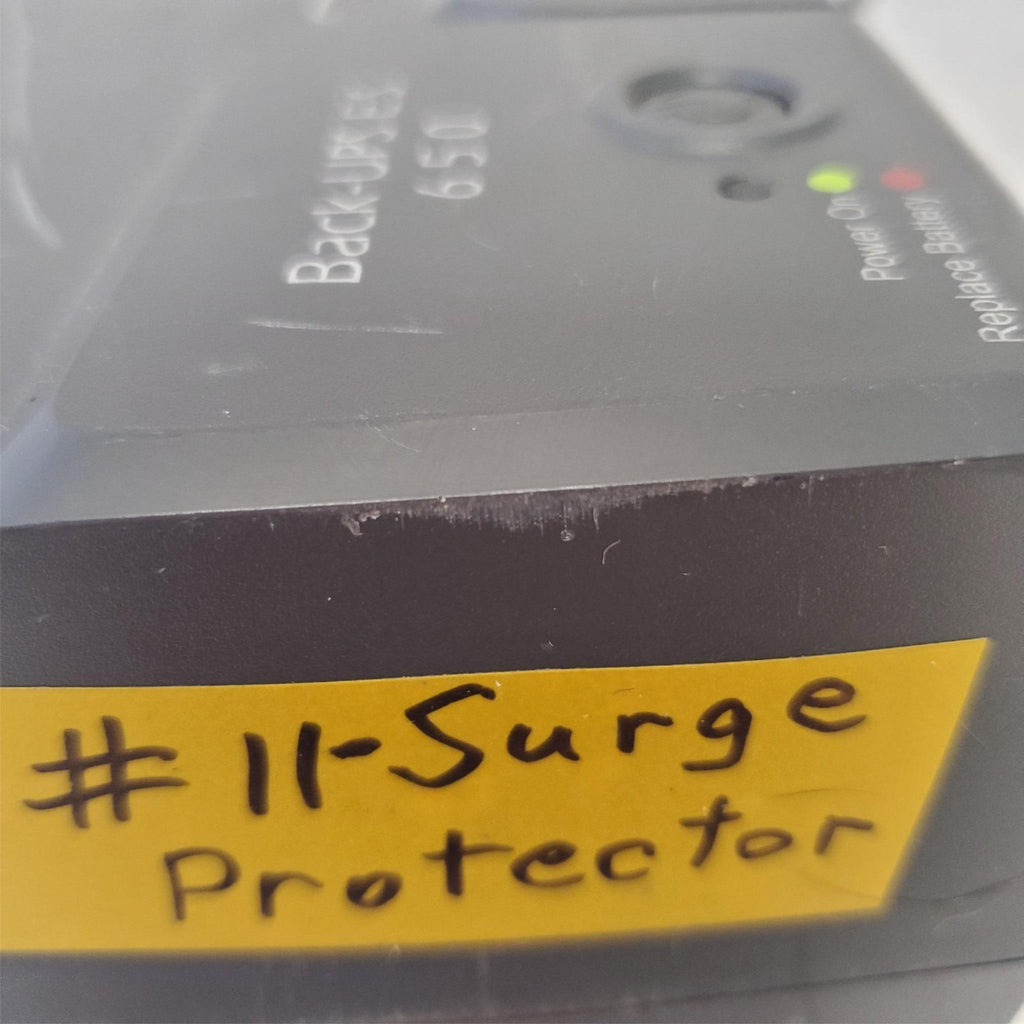 Back-UPS ES
650
Power On
Replace Battery
# 11-Surge
Protector